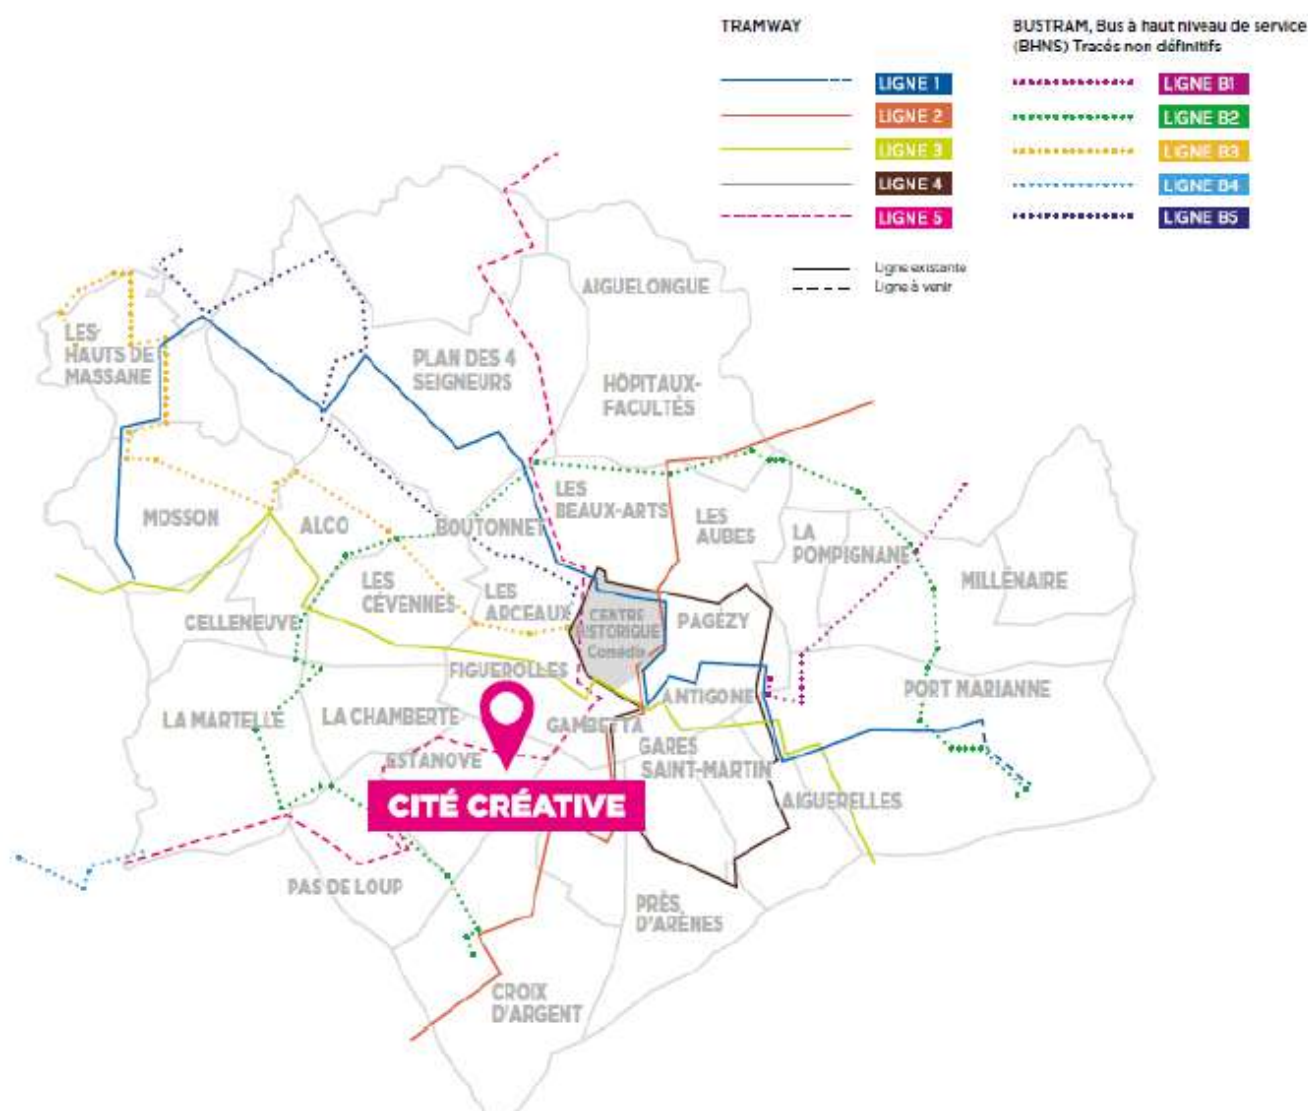 TRAMWAY
LIGNE 1
LIGNE 2
LIGNE 3
LIGNE 4
LIGNE 5
BUSTRAM, Bus à haut niveau de service
(BHNS) Tracés non définitifs
LIGNE B1
LIGNE B2
LIGNE B3
LIGNE B4
LIGNE B5
Ligne existante
Ligne à venir
AIGUELONGUE
LES
HAUTS DE
MASSANE
PLAN DES 4
SEIGNEURS
HÔPITAUX-
FACULTÉS
MOSSON
ALCO
BOUTONNET
LES
BEAUX-ARTS
LES
AUBES
LA
POMPIGNANE
MILLÉNAIRE
CELLENEUVE
LES
CÉVENNES
LES
ARCEAUX
CENTRE
HISTORIQUE
Comédie
PAGÉZY
FIGUEROLLES
ANTIGONE
PORT MARIANNE
LA MARTELLE
LA CHAMBERTE
GAMBETTA
ESTANOVE
GARES
SAINT-MARTIN
CITÉ CRÉATIVE
AIGUERELLES
PAS DE LOUP
PRÈS
D'ARÈNES
CROIX
D'ARGENT